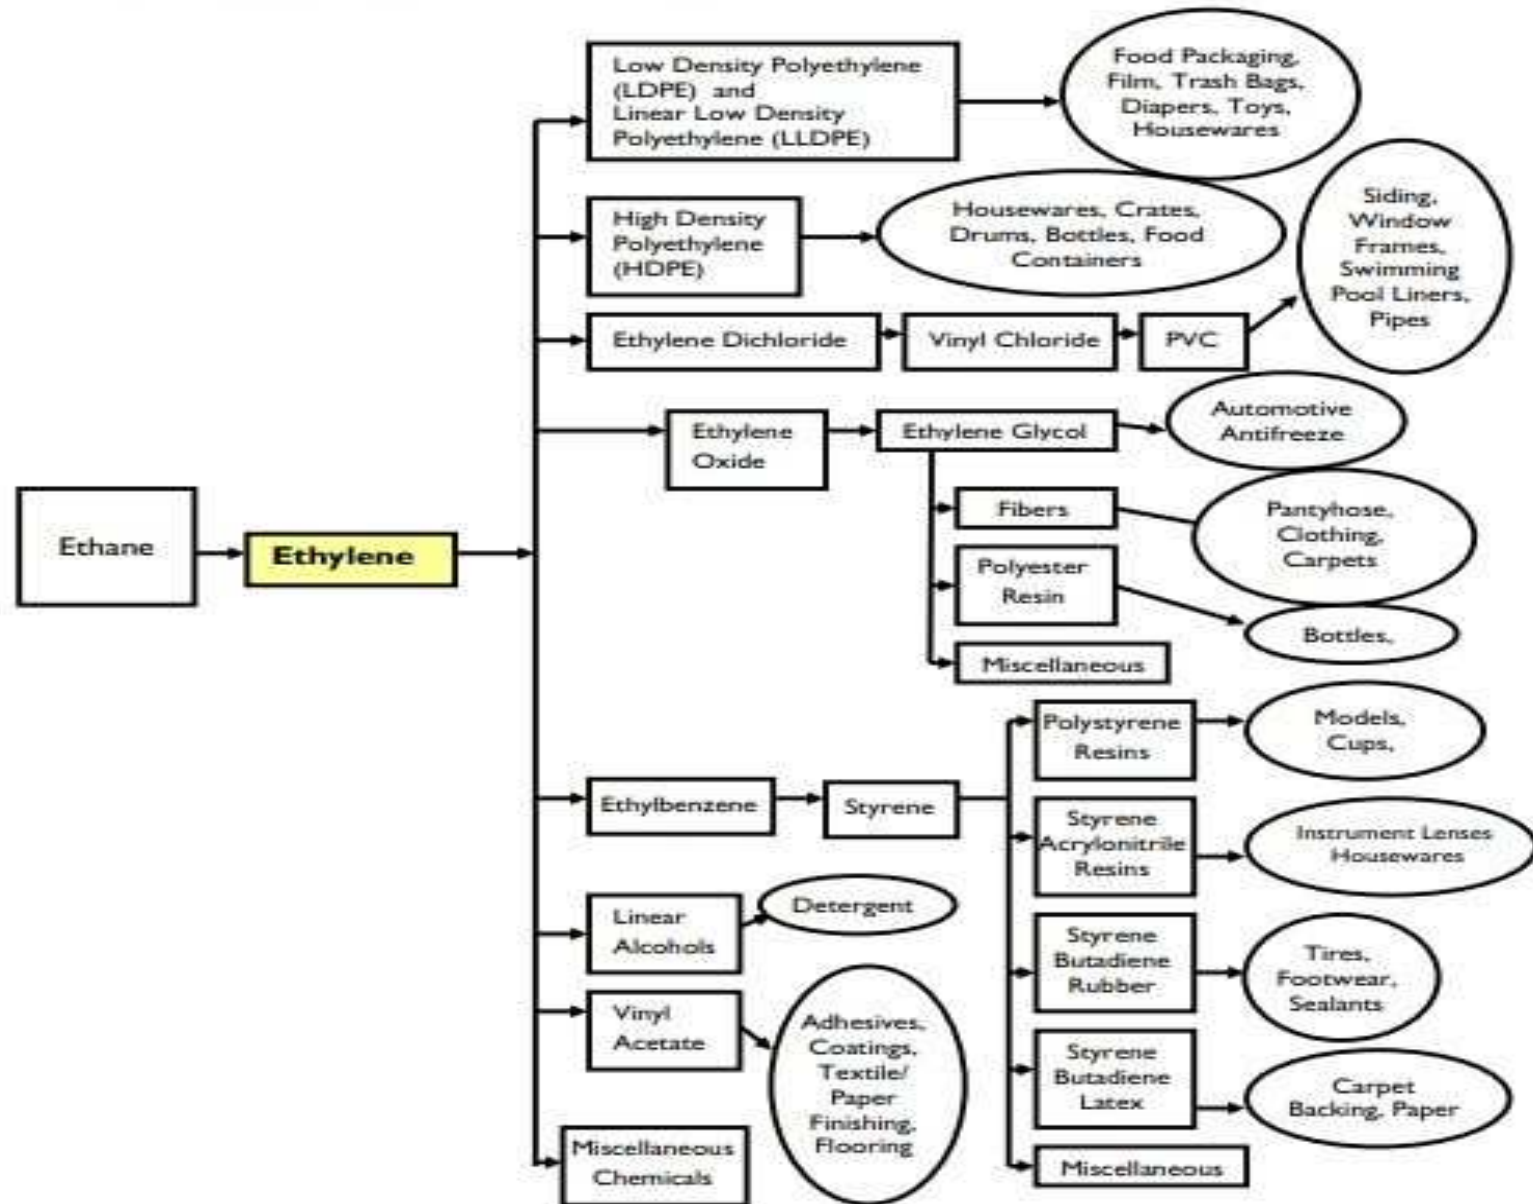 Low Density Polyethylene
(LDPE) and
Linear Low Density
Polyethylene (LLDPE)
Food Packaging,
Film, Trash Bags,
Diapers, Toys,
Housewares
High Density
Polyethylene
(HDPE)
Housewares, Crates,
Drums, Bottles, Food
Containers
Siding,
Window
Frames,
Swimming
Pool Liners,
Pipes
Ethylene Dichloride
Vinyl Chloride
PVC
Ethylene
Oxide
Ethylene Glycol
Automotive
Antifreeze
Fibers
Pantyhose,
Clothing,
Carpets
Ethane
Ethylene
Polyester
Resin
Bottles,
Miscellaneous
Ethylbenzene
Styrene
Polystyrene
Resins
Models,
Cups,
Styrene
Acrylonitrile
Resins
Instrument Lenses
Housewares
Linear
Alcohols
Detergent
Styrene
Butadiene
Rubber
Tires,
Footwear,
Sealants
Vinyl
Acetate
Adhesives,
Coatings,
Textile/
Paper
Finishing,
Flooring
Styrene
Butadiene
Latex
Carpet
Backing, Paper
Miscellaneous
Chemicals
Miscellaneous